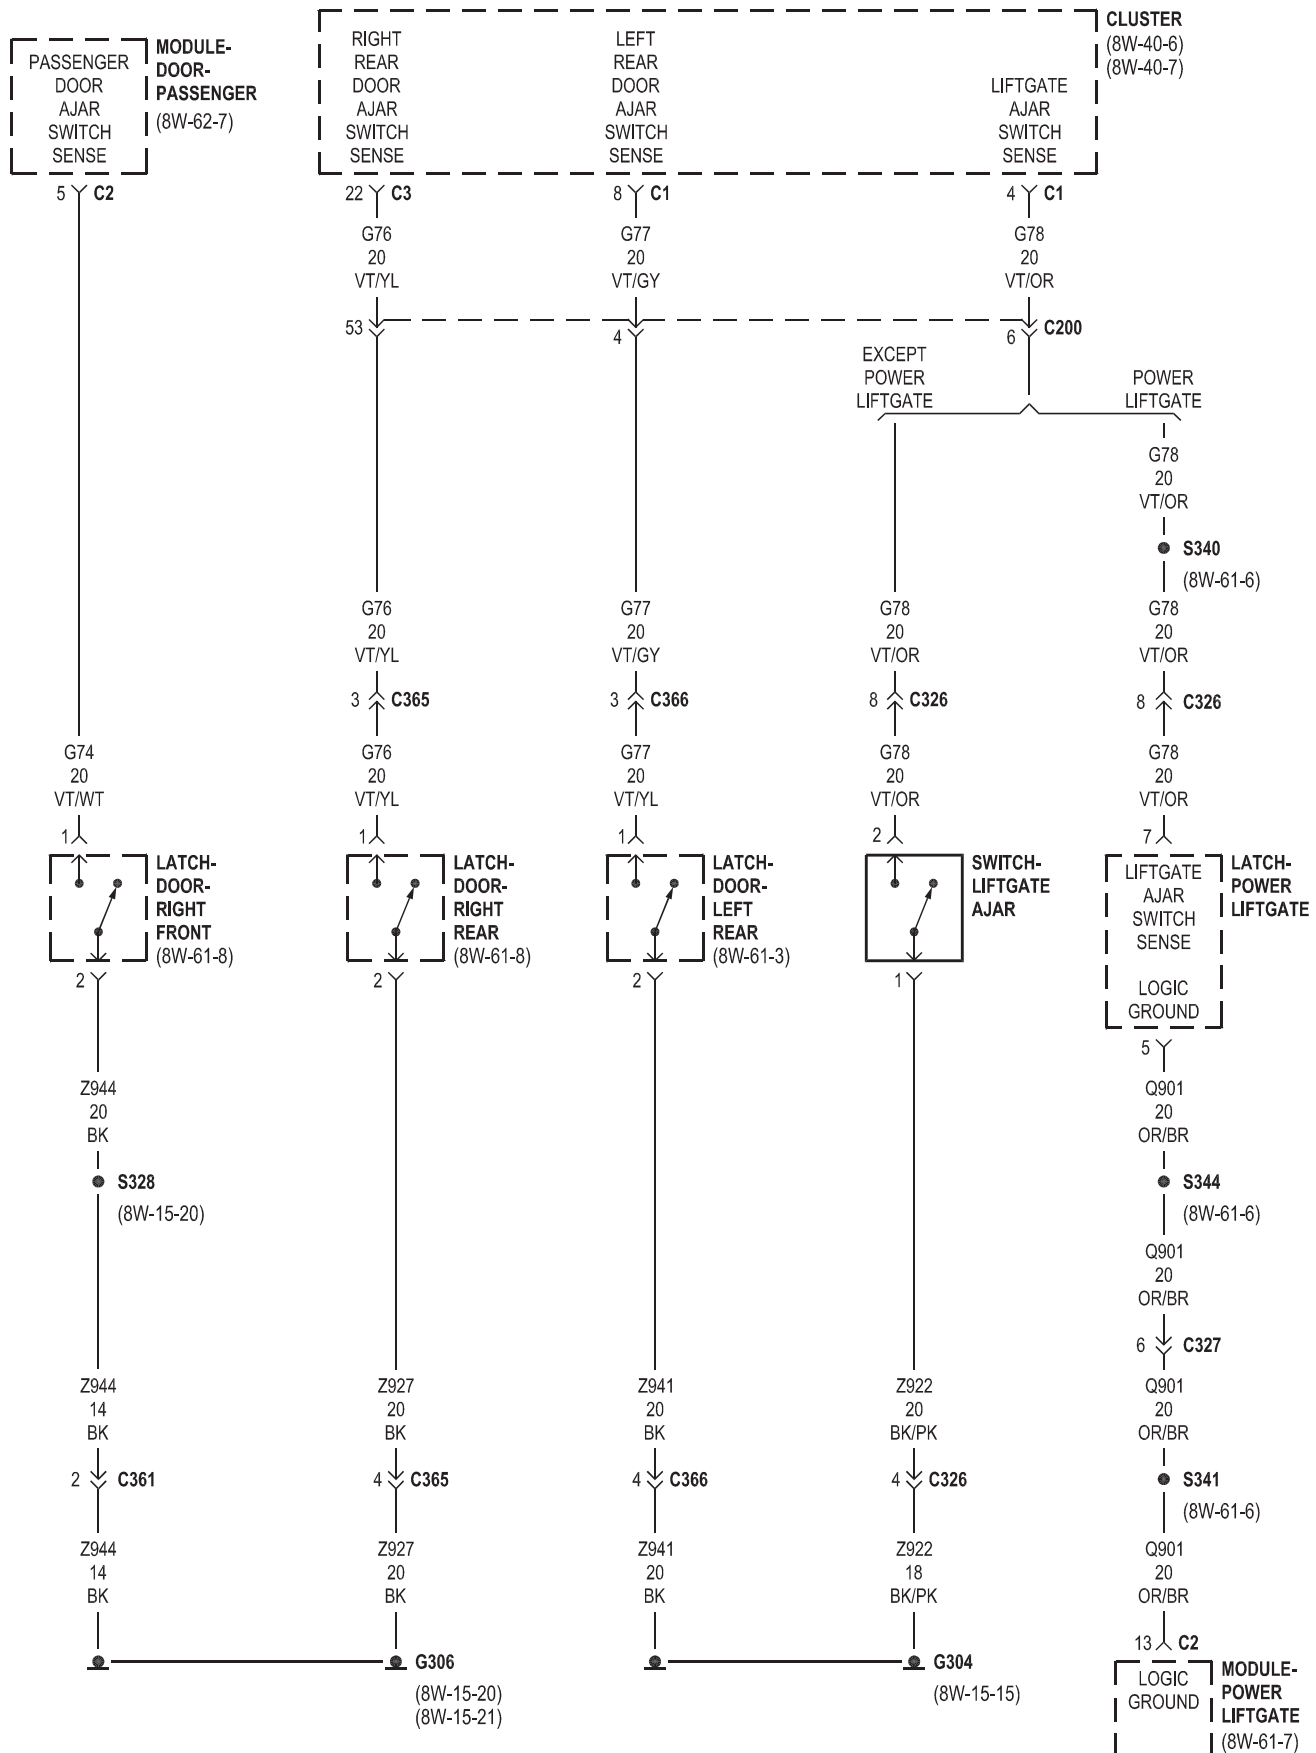 MODULE-
DOOR-
PASSENGER
(8W-62-7)
PASSENGER
DOOR
AJAR
SWITCH
SENSE
RIGHT
REAR
DOOR
AJAR
SWITCH
SENSE
LEFT
REAR
DOOR
AJAR
SWITCH
SENSE
LIFTGATE
AJAR
SWITCH
SENSE
CLUSTER
(8W-40-6)
(8W-40-7)
5 C2
22 C3
8 C1
4 C1
G76
20
VT/YL
G77
20
VT/GY
G78
20
VT/OR
53
4
6 C200
EXCEPT
POWER
LIFTGATE
POWER
LIFTGATE
G78
20
VT/OR
S340
(8W-61-6)
G76
20
VT/YL
G77
20
VT/GY
G78
20
VT/OR
G78
20
VT/OR
3 C365
3 C366
8 C326
8 C326
G74
20
VT/WT
G76
20
VT/YL
G77
20
VT/YL
G78
20
VT/OR
G78
20
VT/OR
1
1
1
2
7
LATCH-
DOOR-
RIGHT
FRONT
(8W-61-8)
LATCH-
DOOR-
RIGHT
REAR
(8W-61-8)
LATCH-
DOOR-
LEFT
REAR
(8W-61-3)
SWITCH-
LIFTGATE
AJAR
LIFTGATE
AJAR
SWITCH
SENSE
LOGIC
GROUND
LATCH-
POWER
LIFTGATE
2
2
2
1
5
Z944
20
BK
Q901
20
OR/BR
S328
(8W-15-20)
S344
(8W-61-6)
Q901
20
OR/BR
6 C327
Z944
14
BK
Z927
20
BK
Z941
20
BK
Z922
20
BK/PK
Q901
20
OR/BR
2 C361
4 C365
4 C366
4 C326
S341
(8W-61-6)
Z944
14
BK
Z927
20
BK
Z941
20
BK
Z922
18
BK/PK
Q901
20
OR/BR
G306
(8W-15-20)
(8W-15-21)
G304
(8W-15-15)
13 C2
LOGIC
GROUND
MODULE-
POWER
LIFTGATE
(8W-61-7)